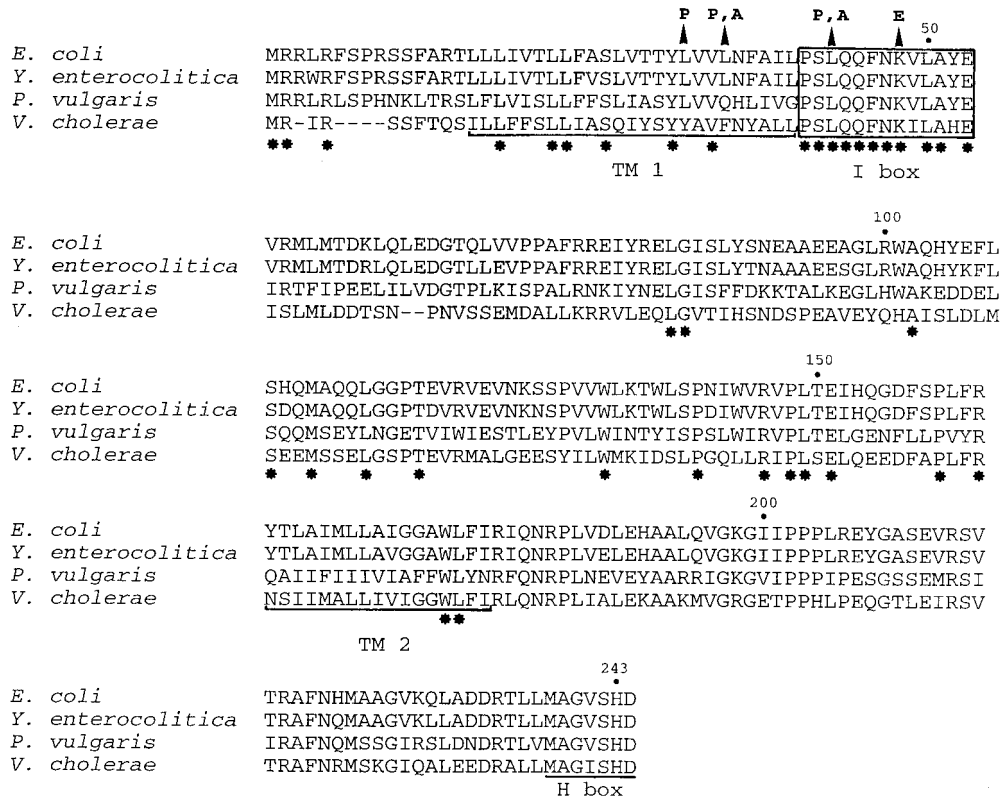 P P,A P,A E
50
E. coli MRRLRFSPRSSFARTLLLIVTLLFASLVTTYLVVLNFAILPSLQQFNKVLAYE
Y. enterocolitica MRRWRFSPRSSFARTLLLIVTLLFVSLVTTYLVVLNFAILPSLQQFNKVLAYE
P. vulgaris MRRLRLSPHNKLTRSLFLVISLLFFSLIASYLVVQHLIVGPSLQQFNKVLAYE
V. cholerae MR-IR----SSFTQSILLFFSLLIASQIYSYYAVFNYALLPSLQQFNKILAHE
TM 1 I box
100
E. coli VRMLMTDKLQLEDGTQLVVPPAFRREIYRELGISLYSNEAAEEAGLRWAQHYEFL
Y. enterocolitica VRMLMTDRLQLEDGTLLEVPPAFRREIYRELGISLYTNAAAEESGLRWAQHYKFL
P. vulgaris IRTFIPEELILVDGTPLKISPALRNKIYNELGISFFDKKTALKEGLHWAKEDDEL
V. cholerae ISLMLDDTSN--PNVSSEMDALLKRRVLEQLGVTIHSNDSPEAVEYQHAISLDLM
150
E. coli SHQMAQQLGGPTEVRVEVNKSSPVVWLKTWLSPNIWVRVPLTEIHQGDFSPLFR
Y. enterocolitica SDQMAQQLGGPTDVRVEVNKNSPVVWLKTWLSPDIWVRVPLTEIHQGDFSPLFR
P. vulgaris SQQMSEYLNGETVIWIESTLEYPVLWINTYISPSLWIRVPLTELGENFLLPVYR
V. cholerae SEEMSSELGSPTEVRMALGEESYILWMKIDSLPGQLLRIPLSELQEEDFAPLFR
200
E. coli YTLAIMLLAIGGAWLFIRIQNRPLVDLEHAALQVGKGIIPPPLREYGASEVRSV
Y. enterocolitica YTLAIMLLAVGGAWLFIRIQNRPLVELEHAALQVGKGIIPPPLREYGASEVRSV
P. vulgaris QAIIFIIIVIAFFWLYNRFQNRPLNEVEYAARRIGKGVIPPPIPESGSSEMRSI
V. cholerae NSIIMALLIVIGGWLFIRLQNRPLIALEKAAKMVGRGETPPHLPEQGTLEIRSV
TM 2
243
E. coli TRAFNHMAAGVKQLADDRTLLMAGVSHD
Y. enterocolitica TRAFNQMAAGVKLLADDRTLLMAGVSHD
P. vulgaris IRAFNQMSSGIRSLDNDRTLVMAGVSHD
V. cholerae TRAFNRMSKGIQALEEDRALLMAGISHD
H box